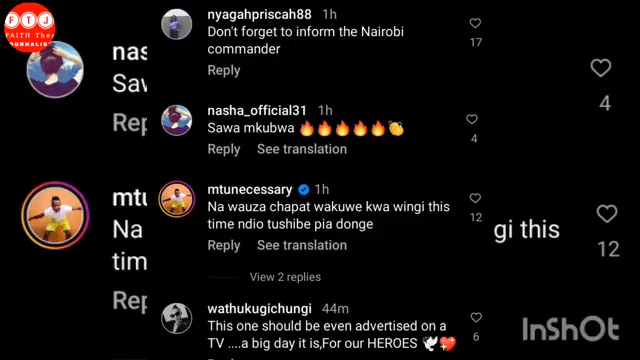 FTJ
FAITH Ther
JOURNALIST
nyagahpriscah88 1h
Don't forget to inform the Nairobi
commander
17
Reply
nas
Saw
Rep
4
nasha_official31 1h
Sawa mkubwa 🔥🔥🔥🔥🔥👏
4
Reply See translation
mtu
Na
time
Rep
gi this
12
mtunecessary 1h
Na wauza chapat wakuwe kwa wingi this
time ndio tushibe pia donge
12
Reply See translation
View 2 replies
wathukugichungi 44m
This one should be even advertised on a
TV ....a big day it is,For our HEROES 🕊💖
6
Reply
InShOt